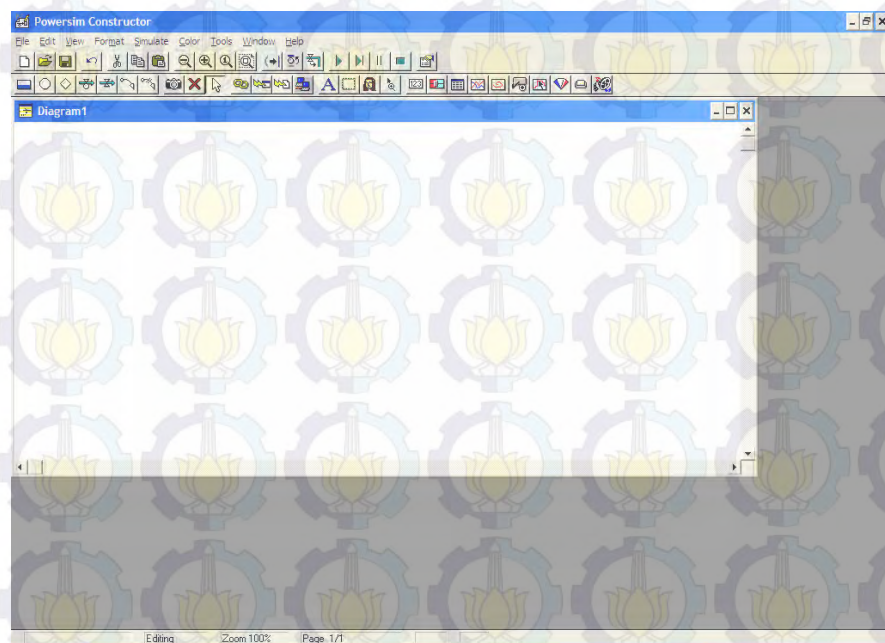 Powersim Constructor
File Edit View Format Simulate Color Tools Window Help
Diagram1
Editing Zoom 100% Page 1/1